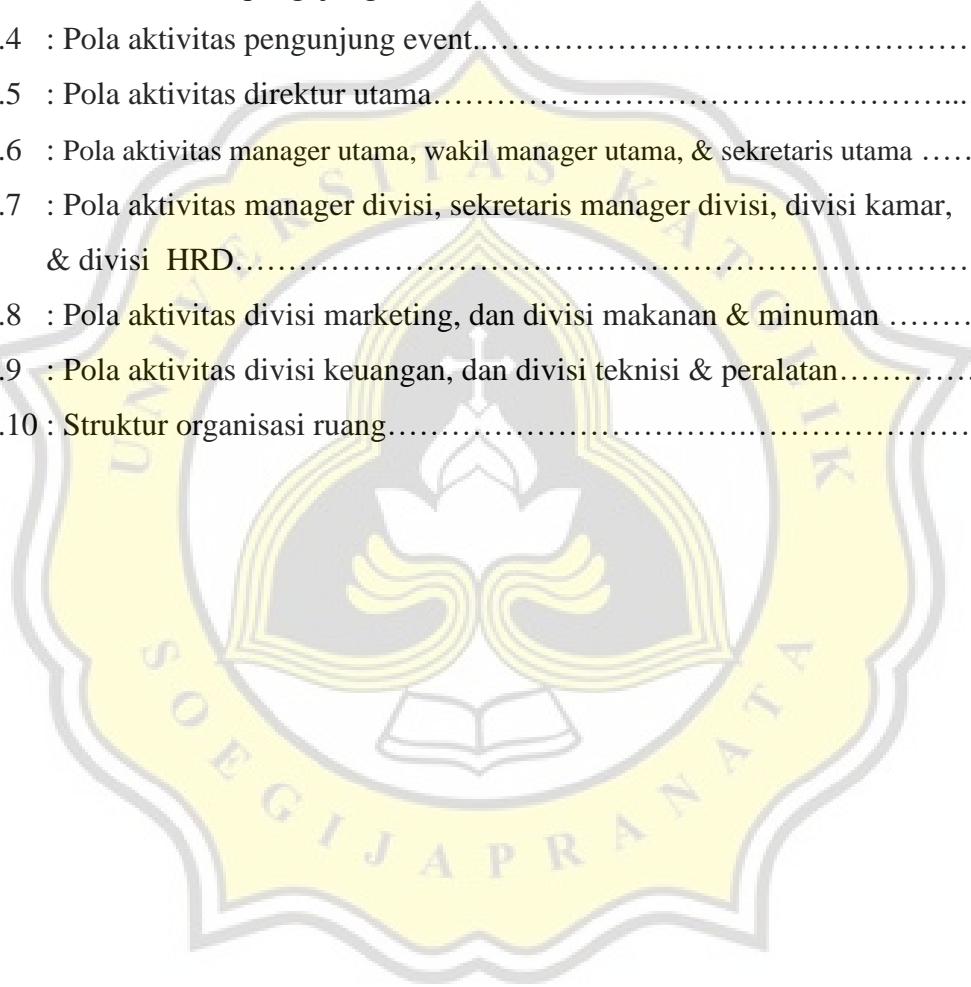 .4 : Pola aktivitas pengunjung event..……………………………………………
.5 : Pola aktivitas direktur utama…………………………………………...
.6 : Pola aktivitas manager utama, wakil manager utama, & sekretaris utama ……
.7 : Pola aktivitas manager divisi, sekretaris manager divisi, divisi kamar,
& divisi HRD…………………………………………………………………
.8 : Pola aktivitas divisi marketing, dan divisi makanan & minuman ………
.9 : Pola aktivitas divisi keuangan, dan divisi teknisi & peralatan…………
.10 : Struktur organisasi ruang……………………………….……………………
UNIVERSITAS KATOLIK
SOEGIJAPRANATA